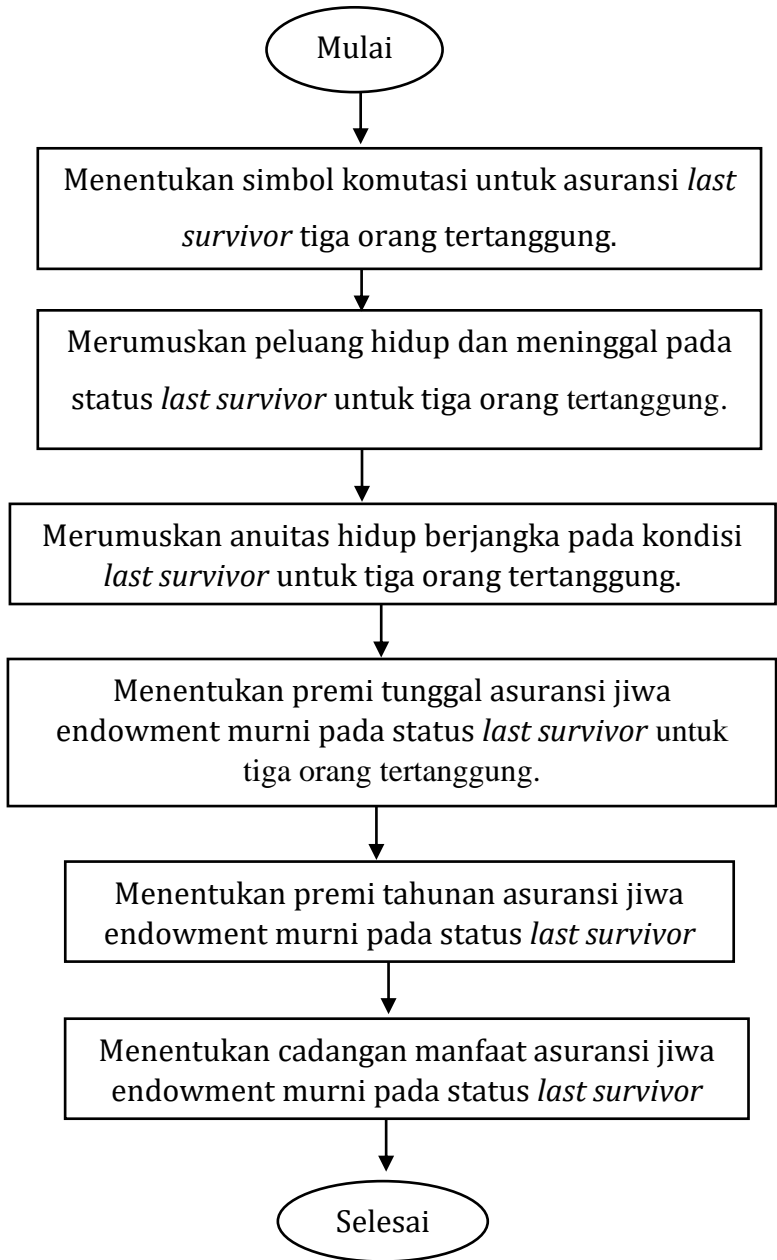 Mulai
Menentukan simbol komutasi untuk asuransi last
survivor tiga orang tertanggung.
Merumuskan peluang hidup dan meninggal pada
status last survivor untuk tiga orang tertanggung.
Merumuskan anuitas hidup berjangka pada kondisi
last survivor untuk tiga orang tertanggung.
Menentukan premi tunggal asuransi jiwa
endowment murni pada status last survivor untuk
tiga orang tertanggung.
Menentukan premi tahunan asuransi jiwa
endowment murni pada status last survivor
Menentukan cadangan manfaat asuransi jiwa
endowment murni pada status last survivor
Selesai